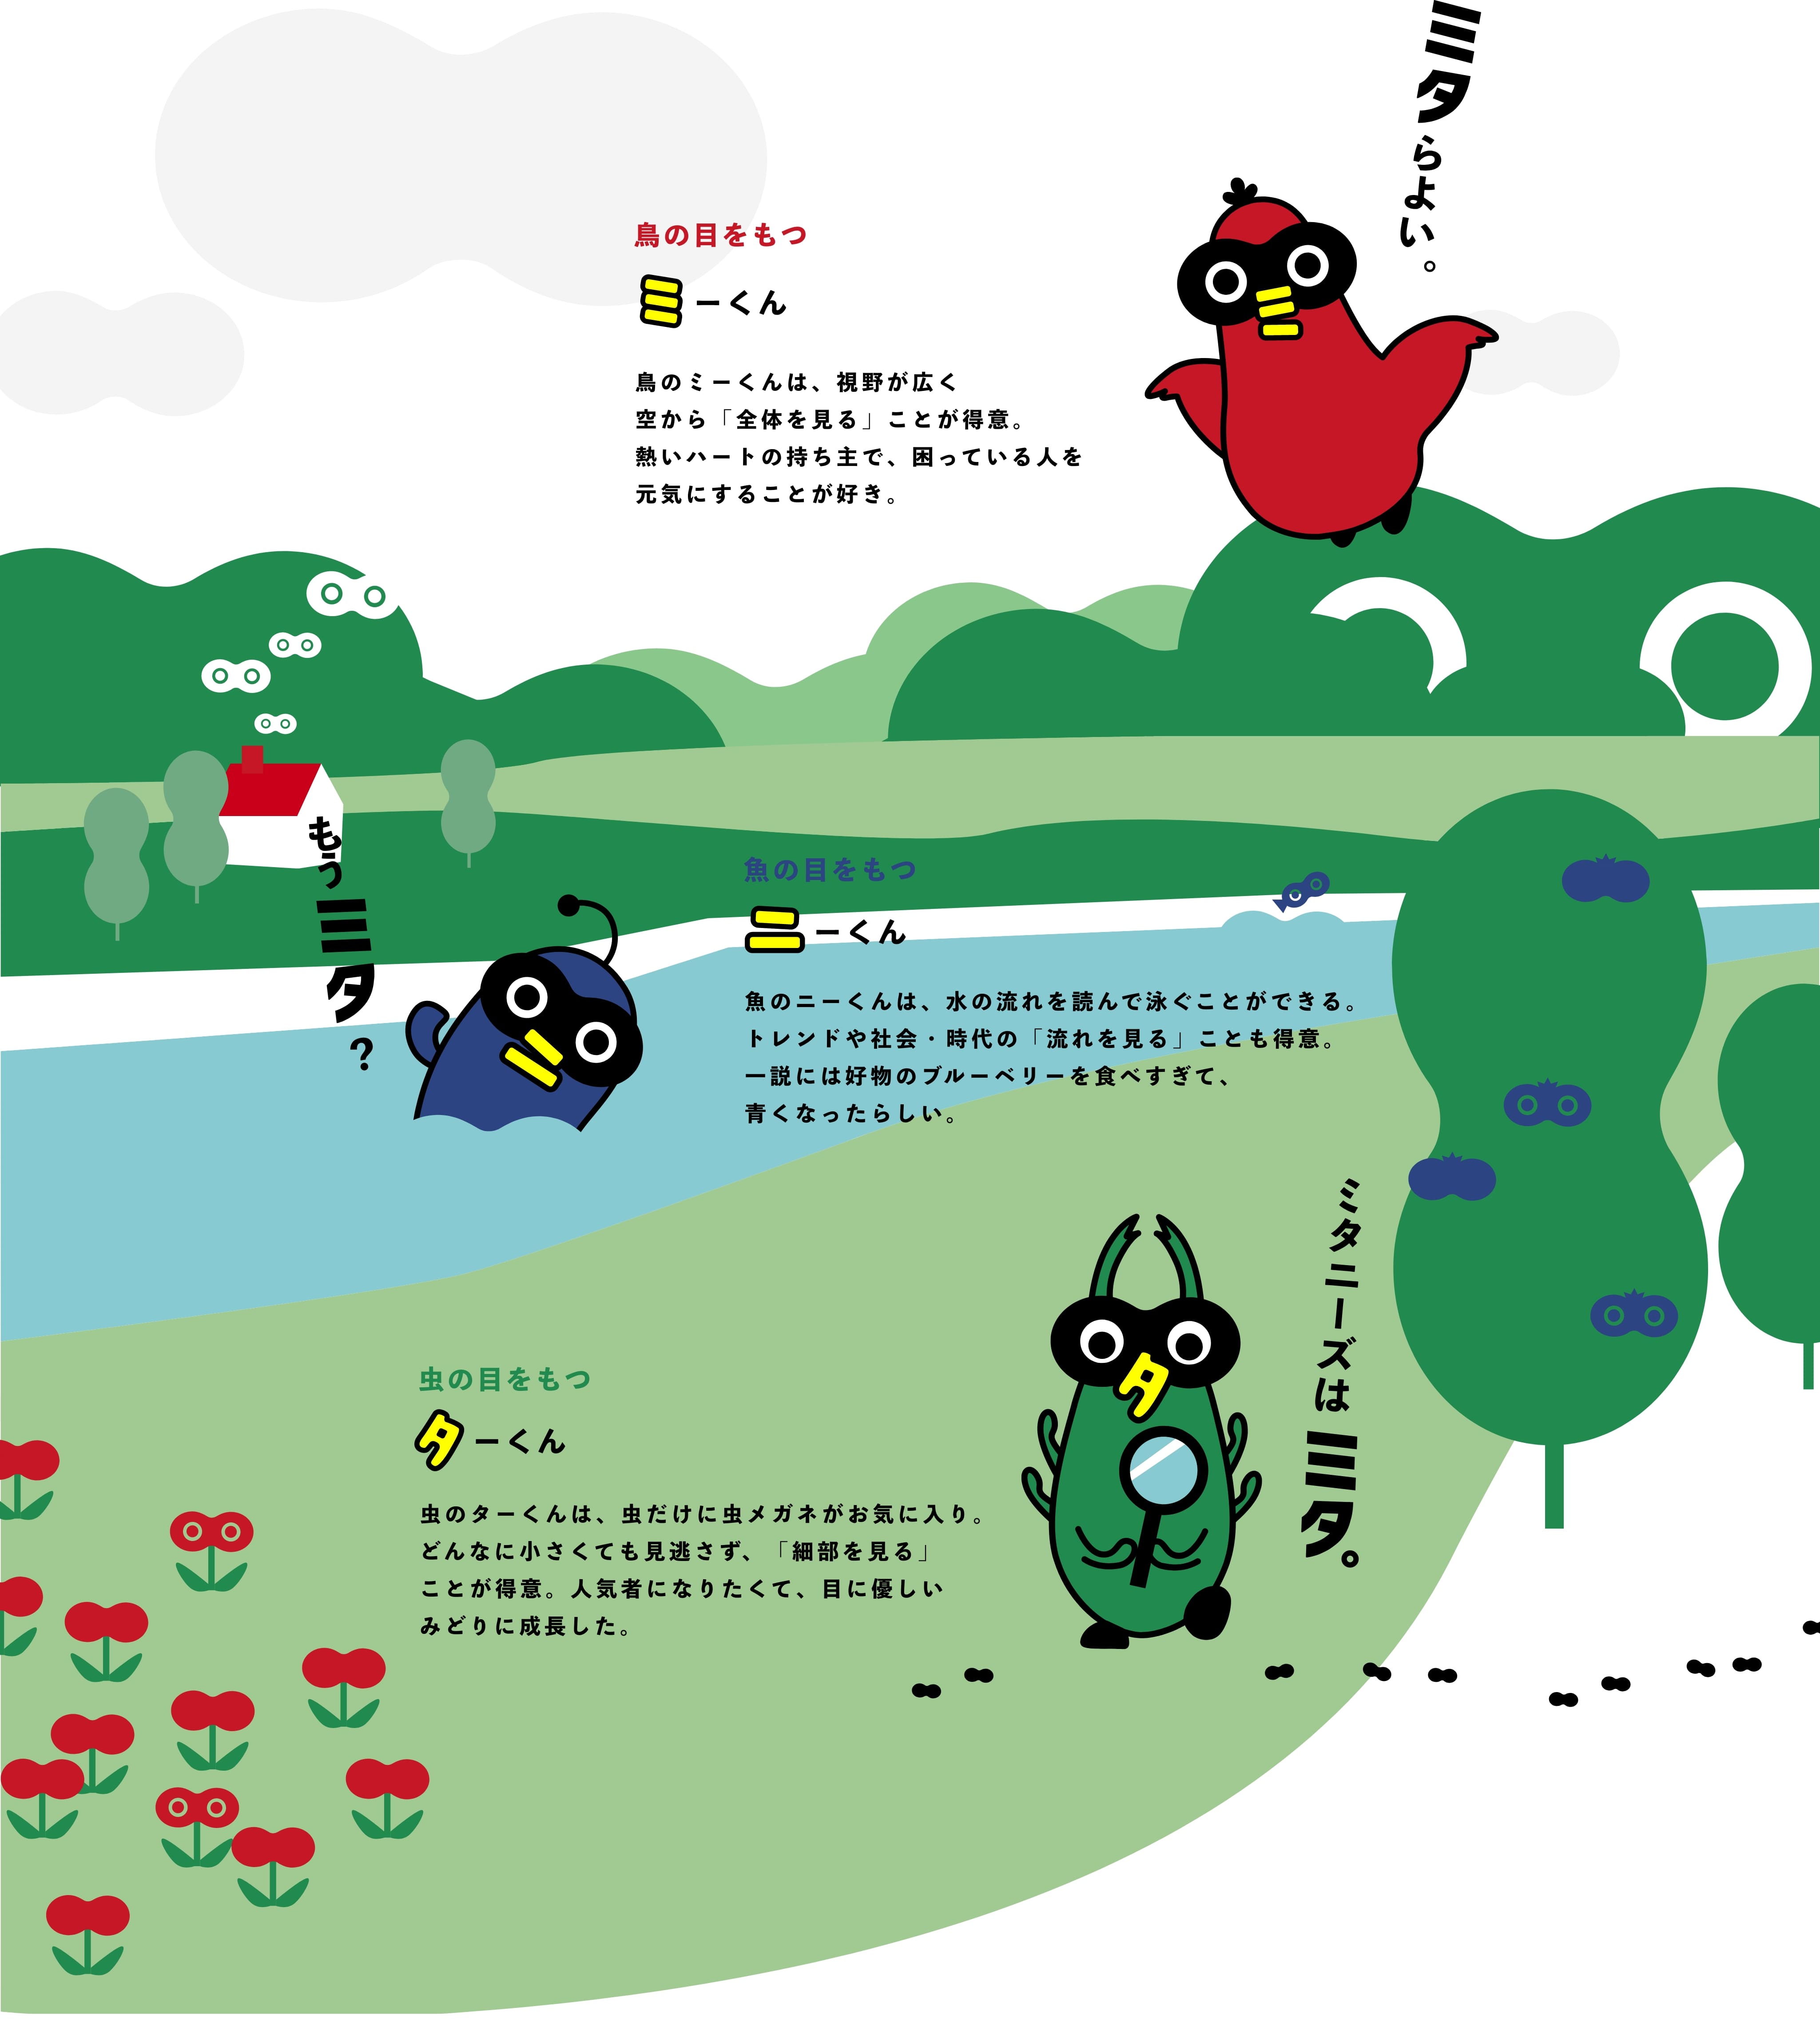 ミタらよい。
鳥の目をもつ
ミーくん
鳥のミーくんは、視野が広く
空から「全体を見る」ことが得意。
熱いハートの持ち主で、困っている人を
元気にすることが好き。
もうミタ?
魚の目をもつ
ニーくん
魚のニーくんは、水の流れを読んで泳ぐことができる。
トレンドや社会・時代の「流れを見る」ことも得意。
一説には好物のブルーベリーを食べすぎて、
青くなったらしい。
ミタニーズはミタ。
虫の目をもつ
ターくん
虫のターくんは、虫だけに虫メガネがお気に入り。
どんなに小さくても見逃さず、「細部を見る」
ことが得意。人気者になりたくて、目に優しい
みどりに成長した。